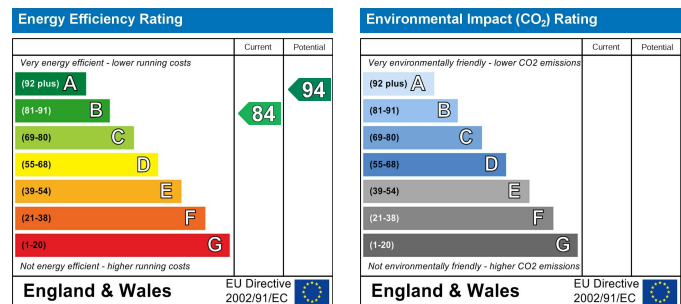 Energy Efficiency Rating
Current Potential
Very energy efficient - lower running costs
(92 plus) A
(81-91) B
(69-80) C
(55-68) D
(39-54) E
(21-38) F
(1-20) G
84
94
Not energy efficient - higher running costs
England & Wales
EU Directive
2002/91/EC
Environmental Impact (CO₂) Rating
Current Potential
Very environmentally friendly - lower CO2 emissions
(92 plus) A
(81-91) B
(69-80) C
(55-68) D
(39-54) E
(21-38) F
(1-20) G
Not environmentally friendly - higher CO2 emissions
England & Wales
EU Directive
2002/91/EC